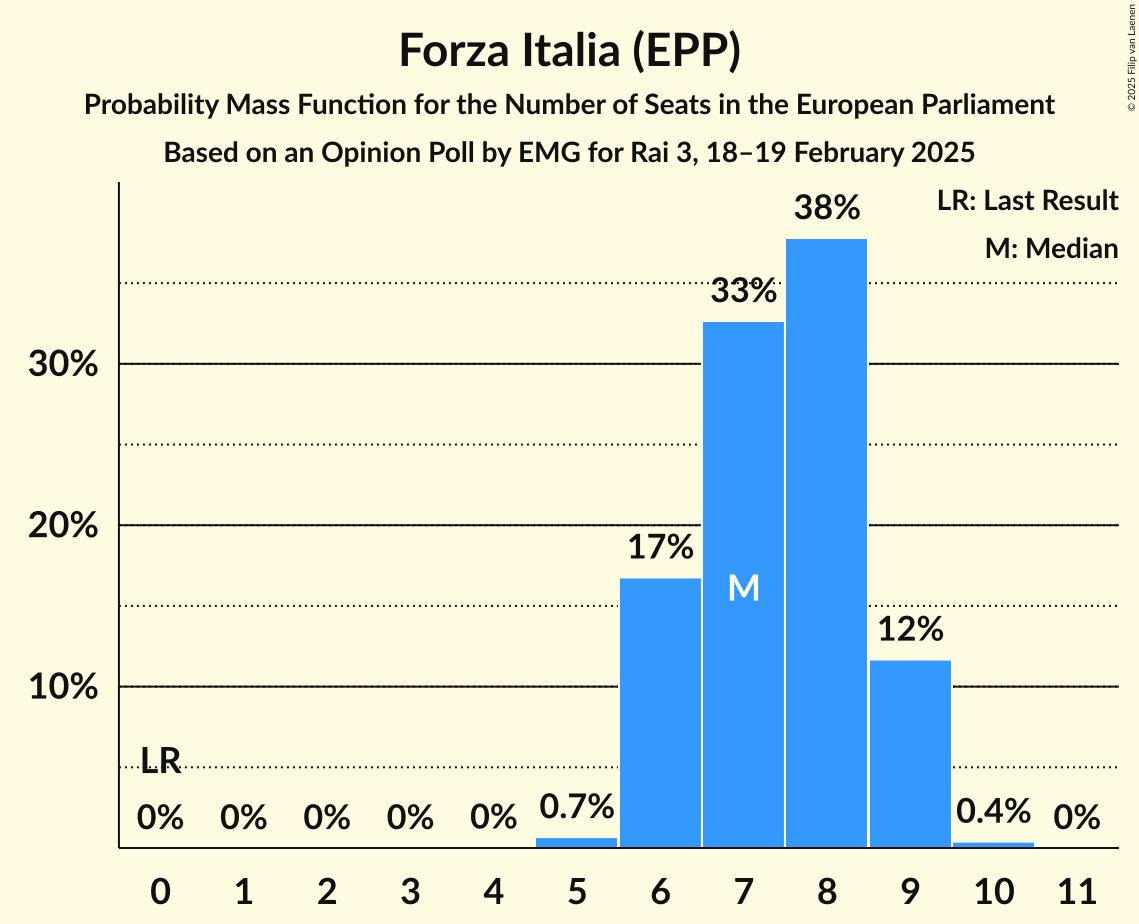 Forza Italia (EPP)
Probability Mass Function for the Number of Seats in the European Parliament
Based on an Opinion Poll by EMG for Rai 3, 18–19 February 2025
© 2025 Filip van Laenen
LR: Last Result
M: Median
38%
33%
30%
20%
17%
M
12%
10%
LR
0% 0% 0% 0% 0% 0.7% 0.4% 0%
0 1 2 3 4 5 6 7 8 9 10 11